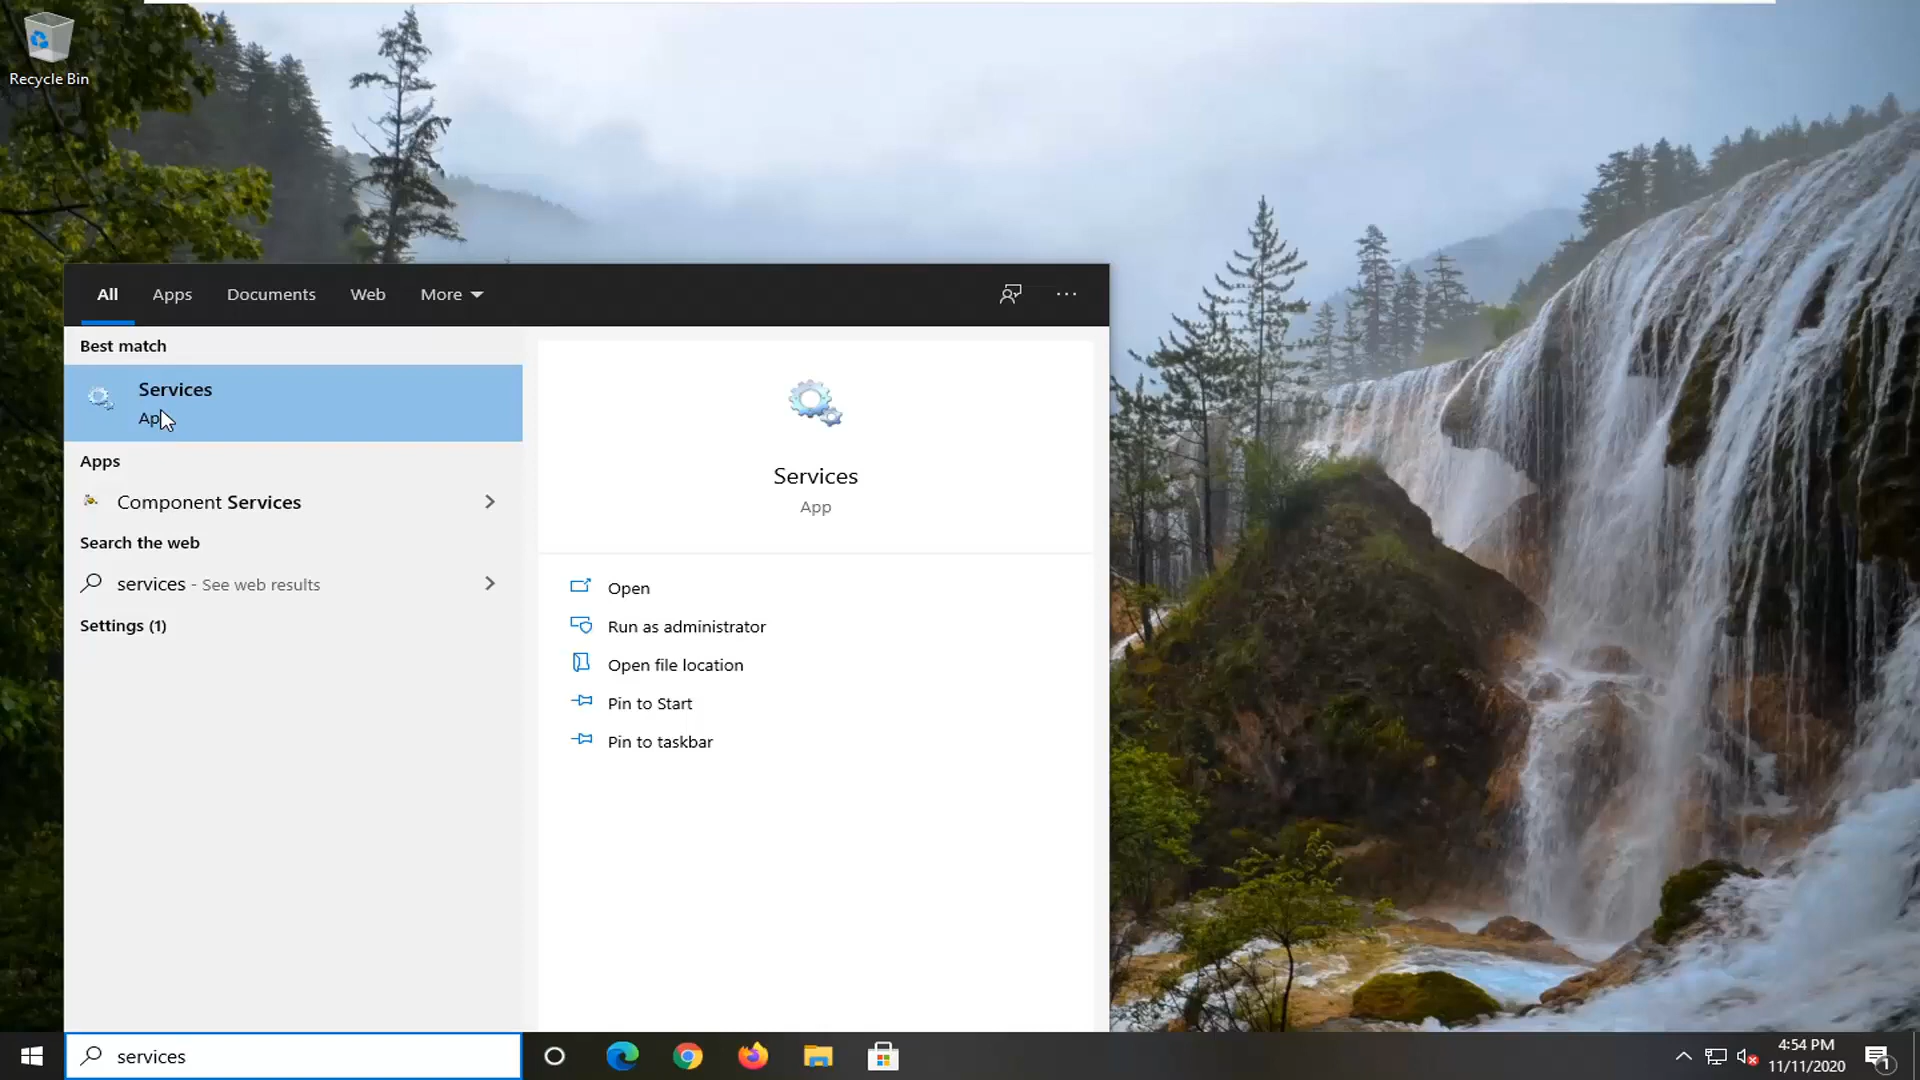 Recycle Bin
All
Apps
Documents
Web
More
Best match
Services
App
Apps
Component Services
Search the web
services - See web results
Settings (1)
Services
App
Open
Run as administrator
Open file location
Pin to Start
Pin to taskbar
services
4:54 PM
11/11/2020
1